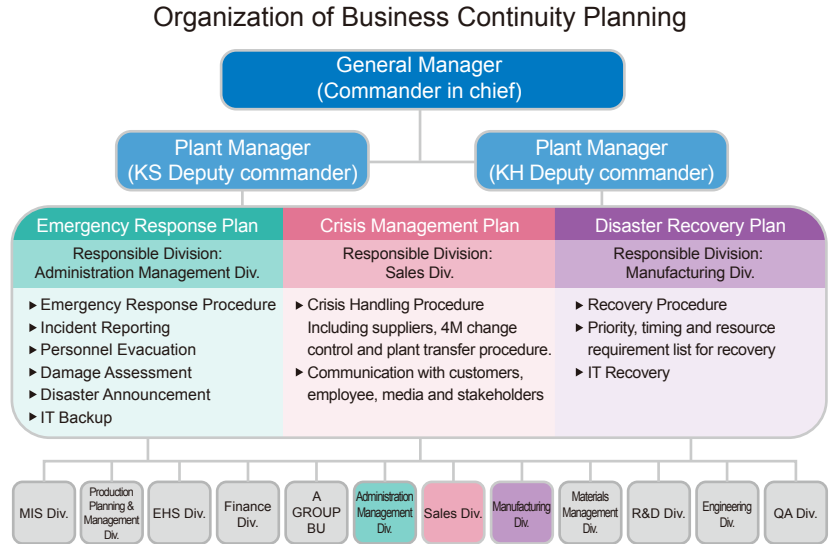 Organization of Business Continuity Planning
General Manager
(Commander in chief)
Plant Manager
(KS Deputy commander)
Plant Manager
(KH Deputy commander)
Emergency Response Plan
Responsible Division:
Administration Management Div.
▶ Emergency Response Procedure
▶ Incident Reporting
▶ Personnel Evacuation
▶ Damage Assessment
▶ Disaster Announcement
▶ IT Backup
Crisis Management Plan
Responsible Division:
Sales Div.
▶ Crisis Handling Procedure
Including suppliers, 4M change
control and plant transfer procedure.
▶ Communication with customers,
employee, media and stakeholders
Disaster Recovery Plan
Responsible Division:
Manufacturing Div.
▶ Recovery Procedure
▶ Priority, timing and resource
requirement list for recovery
▶ IT Recovery
MIS Div.
Production
Planning &
Management
Div.
EHS Div.
Finance
Div.
A
GROUP
BU
Administration
Management
Div.
Sales Div.
Manufacturing
Div.
Materials
Management
Div.
R&D Div.
Engineering
Div.
QA Div.